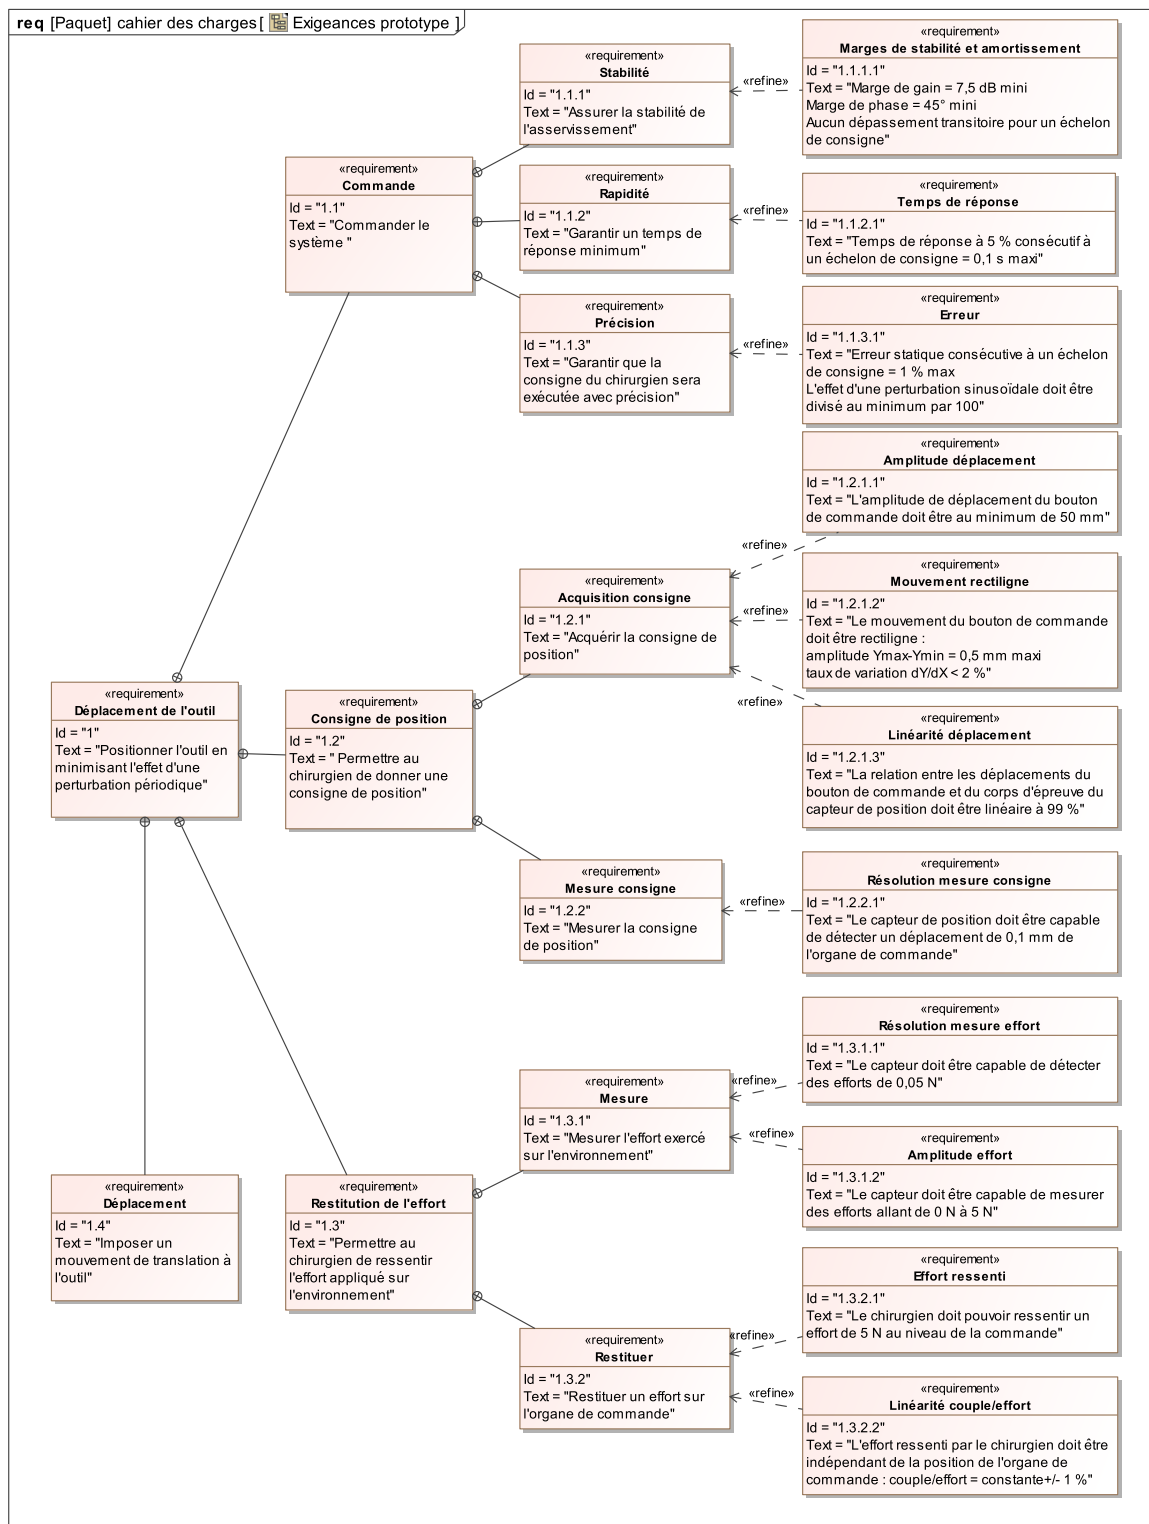 req [Paquet] cahier des charges [ Exigeances prototype ]
«requirement»
Marges de stabilité et amortissement
Id = "1.1.1.1"
Text = "Marge de gain = 7,5 dB mini
Marge de phase = 45° mini
Aucun dépassement transitoire pour un échelon
de consigne"
«refine»
«requirement»
Stabilité
Id = "1.1.1"
Text = "Assurer la stabilité de
l'asservissement"
«requirement»
Commande
Id = "1.1"
Text = "Commander le
système "
«requirement»
Rapidité
Id = "1.1.2"
Text = "Garantir un temps de
réponse minimum"
«refine»
«requirement»
Temps de réponse
Id = "1.1.2.1"
Text = "Temps de réponse à 5 % consécutif à
un échelon de consigne = 0,1 s maxi"
«requirement»
Précision
Id = "1.1.3"
Text = "Garantir que la
consigne du chirurgien sera
exécutée avec précision"
«refine»
«requirement»
Erreur
Id = "1.1.3.1"
Text = "Erreur statique consécutive à un échelon
de consigne = 1 % max
L'effet d'une perturbation sinusoïdale doit être
divisé au minimum par 100"
«requirement»
Amplitude déplacement
Id = "1.2.1.1"
Text = "L'amplitude de déplacement du bouton
de commande doit être au minimum de 50 mm"
«refine»
«requirement»
Acquisition consigne
Id = "1.2.1"
Text = "Acquérir la consigne de
position"
«refine»
«requirement»
Mouvement rectiligne
Id = "1.2.1.2"
Text = "Le mouvement du bouton de commande
doit être rectiligne :
amplitude Ymax-Ymin = 0,5 mm maxi
taux de variation dY/dX < 2 %"
«refine»
«requirement»
Linéarité déplacement
Id = "1.2.1.3"
Text = "La relation entre les déplacements du
bouton de commande et du corps d'épreuve du
capteur de position doit être linéaire à 99 %"
«requirement»
Déplacement de l'outil
Id = "1"
Text = "Positionner l'outil en
minimisant l'effet d'une
perturbation périodique"
«requirement»
Consigne de position
Id = "1.2"
Text = " Permettre au
chirurgien de donner une
consigne de position"
«requirement»
Mesure consigne
Id = "1.2.2"
Text = "Mesurer la consigne
de position"
«refine»
«requirement»
Résolution mesure consigne
Id = "1.2.2.1"
Text = "Le capteur de position doit être capable
de détecter un déplacement de 0,1 mm de
l'organe de commande"
«requirement»
Résolution mesure effort
Id = "1.3.1.1"
Text = "Le capteur doit être capable de détecter
des efforts de 0,05 N"
«refine»
«requirement»
Mesure
Id = "1.3.1"
Text = "Mesurer l'effort exercé
sur l'environnement"
«refine»
«requirement»
Amplitude effort
Id = "1.3.1.2"
Text = "Le capteur doit être capable de mesurer
des efforts allant de 0 N à 5 N"
«requirement»
Déplacement
Id = "1.4"
Text = "Imposer un
mouvement de translation à
l'outil"
«requirement»
Restitution de l'effort
Id = "1.3"
Text = "Permettre au
chirurgien de ressentir
l'effort appliqué sur
l'environnement"
«requirement»
Effort ressenti
Id = "1.3.2.1"
Text = "Le chirurgien doit pouvoir ressentir un
effort de 5 N au niveau de la commande"
«refine»
«requirement»
Restituer
Id = "1.3.2"
Text = "Restituer un effort sur
l'organe de commande"
«refine»
«requirement»
Linéarité couple/effort
Id = "1.3.2.2"
Text = "L'effort ressenti par le chirurgien doit être
indépendant de la position de l'organe de
commande : couple/effort = constante+/- 1 %"